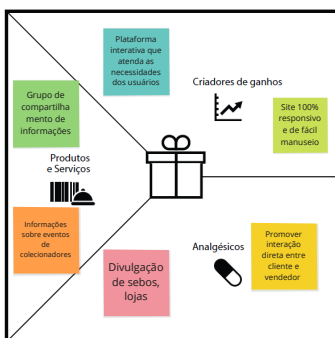 Plataforma
interativa que
atenda as
necessidades
dos usuários
Criadores de ganhos
Grupo de
compartilha
mento de
informações
Site 100%
responsivo
e de fácil
manuseio
Produtos
e Serviços
Informações
sobre eventos
de
colecionadores
Divulgação
de sebos,
lojas
Analgésicos
Promover
interação
direta entre
cliente e
vendedor